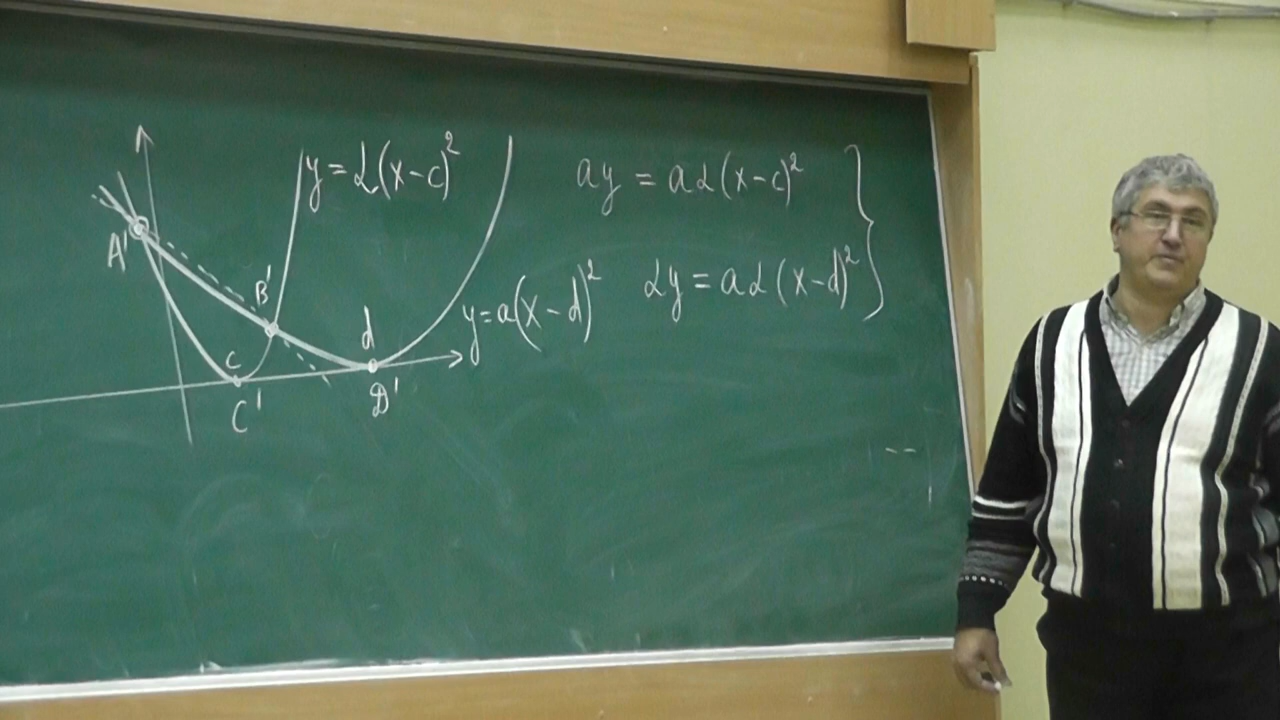 y = α(x-c)²
ay = aα(x-c)²
A'
B'
αy = aα(x-d)²
y = a(x-d)²
d
c
C'
D'